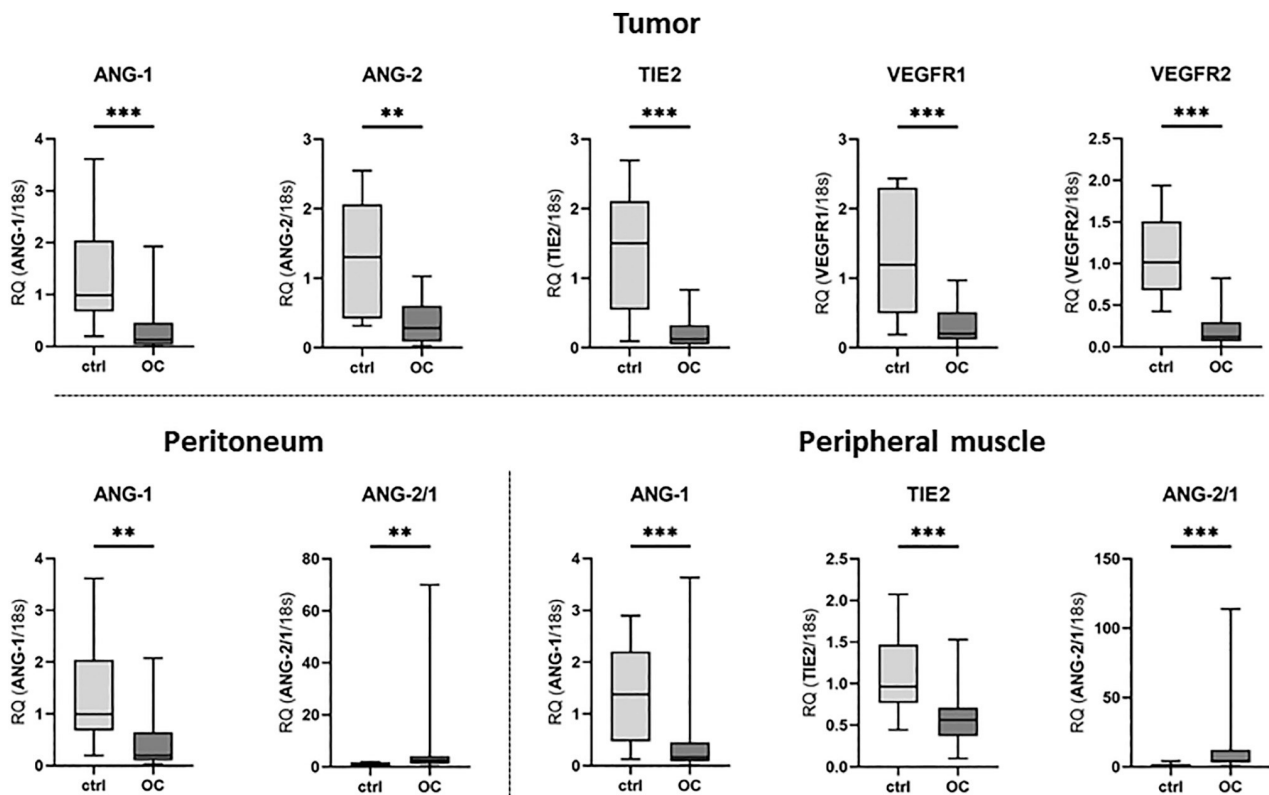 Tumor
ANG-1 ANG-2 TIE2 VEGFR1 VEGFR2
*** ** *** *** ***
RQ (ANG-1/18s) 4 3 2 1 0 ctrl OC
RQ (ANG-2/18s) 3 2 1 0 ctrl OC
RQ (TIE2/18s) 3 2 1 0 ctrl OC
RQ (VEGFR1/18s) 3 2 1 0 ctrl OC
RQ (VEGFR2/18s) 2.5 2.0 1.5 1.0 0.5 0.0 ctrl OC
Peritoneum Peripheral muscle
ANG-1 ANG-2/1 ANG-1 TIE2 ANG-2/1
** ** *** *** ***
RQ (ANG-1/18s) 4 3 2 1 0 ctrl OC
RQ (ANG-2/1/18s) 80 60 40 20 0 ctrl OC
RQ (ANG-1/18s) 4 3 2 1 0 ctrl OC
RQ (TIE2/18s) 2.5 2.0 1.5 1.0 0.5 0.0 ctrl OC
RQ (ANG-2/1/18s) 150 100 50 0 ctrl OC